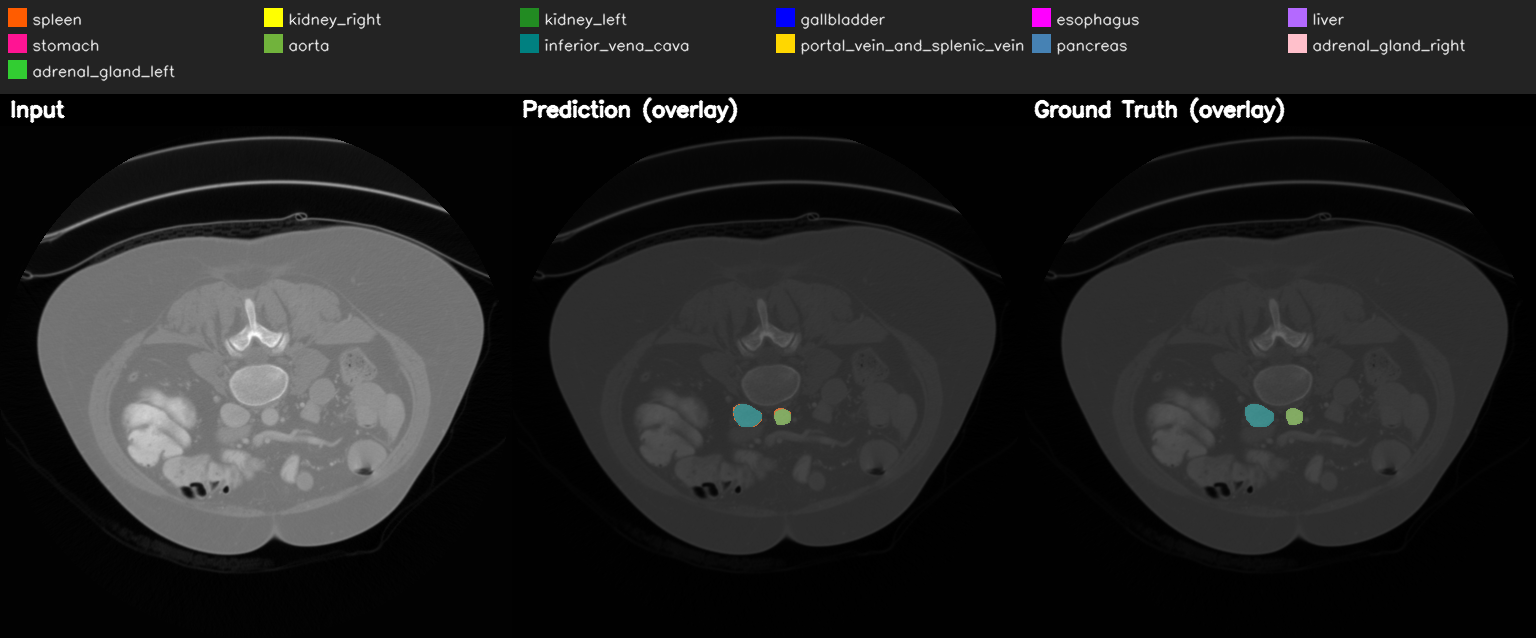 spleen kidney_right kidney_left gallbladder esophagus liver
stomach aorta inferior_vena_cava portal_vein_and_splenic_vein pancreas adrenal_gland_right
adrenal_gland_left
Input Prediction (overlay) Ground Truth (overlay)